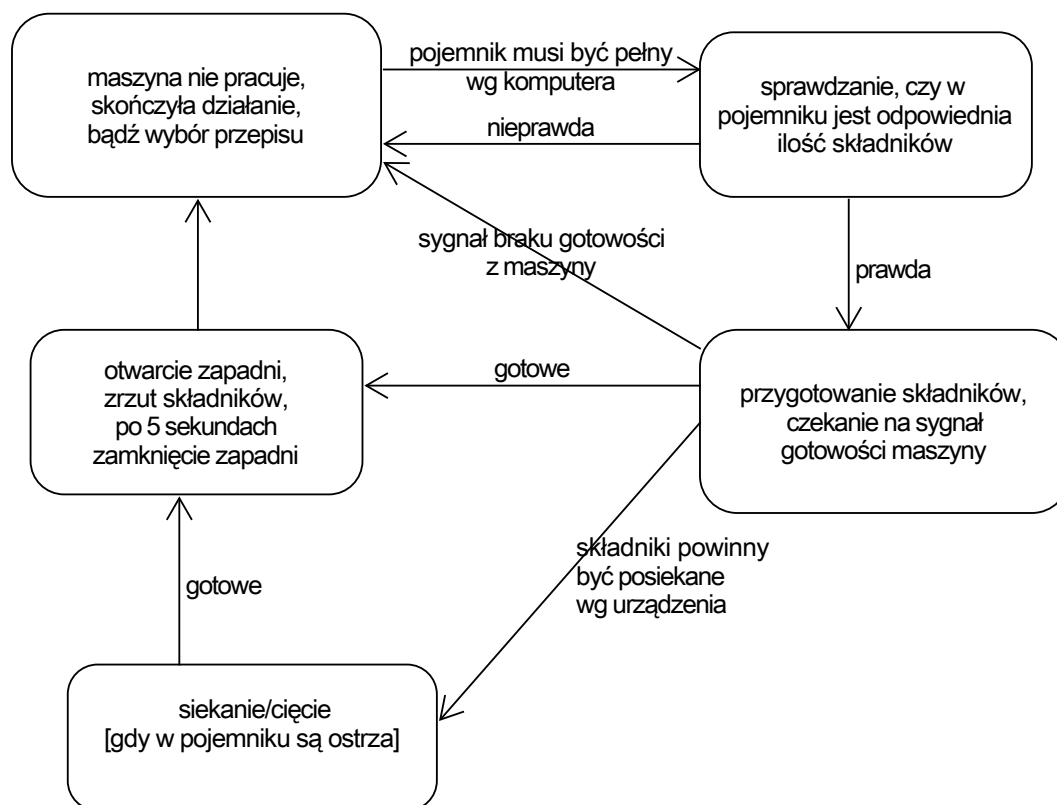 maszyna nie pracuje,
skończyła działanie,
bądź wybór przepisu
pojemnik musi być pełny
wg komputera
nieprawda
sprawdzanie, czy w
pojemniku jest odpowiednia
ilość składników
sygnał braku gotowości
z maszyny
prawda
otwarcie zapadni,
zrzut składników,
po 5 sekundach
zamknięcie zapadni
gotowe
przygotowanie składników,
czekanie na sygnał
gotowości maszyny
składniki powinny
być posiekane
wg urządzenia
gotowe
siekanie/cięcie
[gdy w pojemniku są ostrza]